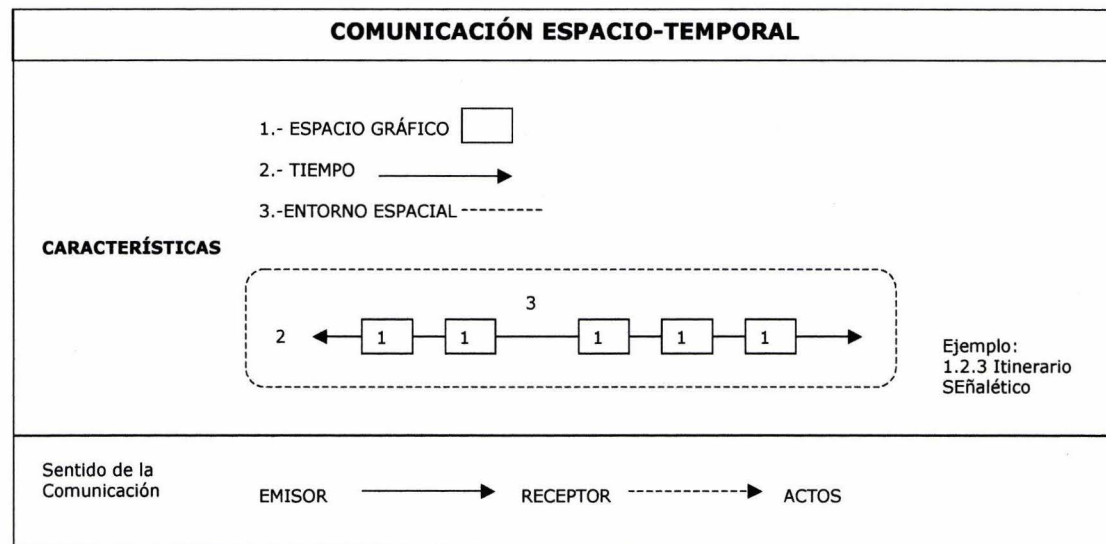 COMUNICACIÓN ESPACIO-TEMPORAL
1.- ESPACIO GRÁFICO
2.- TIEMPO
3.-ENTORNO ESPACIAL
CARACTERÍSTICAS
3
2 1 1 1 1 1
Ejemplo:
1.2.3 Itinerario
SEñalético
Sentido de la
Comunicación
EMISOR RECEPTOR ACTOS